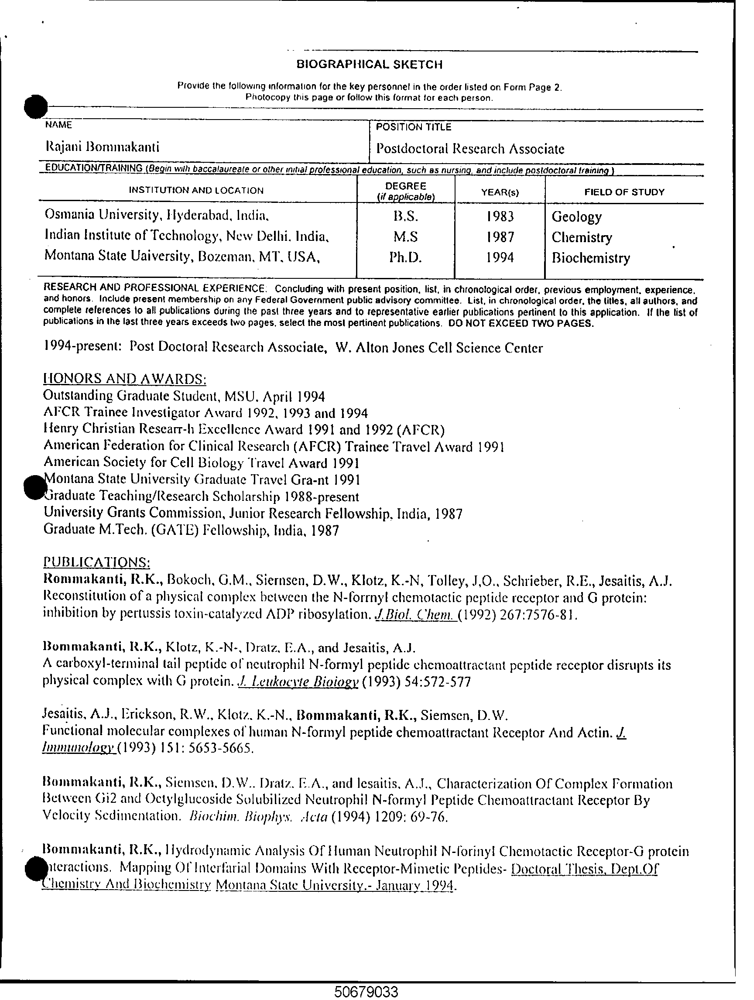 BIOGRAPHICAL SKETCH
Provide the following information for the key personnel in the order listed on Form Page 2.
Photocopy this page or follow this format for each person.
NAME
POSITION TITLE
Rajani Bommakanti
Postdoctoral Research Associate
EDUCATION/TRAINING (Begin with baccalaureate or other initial professional education, such as nursing, and include postdoctoral training.)
INSTITUTION AND LOCATION
DEGREE (if applicable)
YEAR(s)
FIELD OF STUDY
Osmania University, Hyderabad, India,
B.S.
1983
Geology
Indian Institute of Technology, New Delhi. India,
M.S
1987
Chemistry
Montana State Uaiversity, Bozeman, MT, USA,
Ph.D.
1994
Biochemistry
RESEARCH AND PROFESSIONAL EXPERIENCE. Concluding with present position, list, in chronological order, previous employment, experience,
and honors. Include present membership on any Federal Government public advisory committee. List, in chronological order, the titles, all authors, and
complete references to all publications during the past three years and to representative earlier publications pertinent to this application. If the list of
publications in the last three years exceeds two pages, select the most pertinent publications. DO NOT EXCEED TWO PAGES.
1994-present: Post Doctoral Research Associate, W. Alton Jones Cell Science Center
HONORS AND AWARDS:
Outstanding Graduate Student, MSU, April 1994
AFCR Trainee Investigator Award 1992, 1993 and 1994
Henry Christian Researr-h Excellence Award 1991 and 1992 (AFCR)
American Federation for Clinical Research (AFCR) Trainee Travel Award 1991
American Society for Cell Biology Travel Award 1991
Montana State University Graduate Travel Gra-nt 1991
Graduate Teaching/Research Scholarship 1988-present
University Grants Commission, Junior Research Fellowship, India, 1987
Graduate M.Tech. (GATE) Fellowship, India, 1987
PUBLICATIONS:
Rommakanti, R.K., Bokoch, G.M., Siernsen, D.W., Klotz, K.-N, Tolley, J,O., Schrieber, R.E., Jesaitis, A.J.
Reconstitution of a physical complex between the N-forrnyl chemotactic peptide receptor and G protein:
inhibition by pertussis toxin-catalyzed ADP ribosylation. J.Biol. Chem. (1992) 267:7576-81.
Bommakanti, R.K., Klotz, K.-N-, Dratz, E.A., and Jesaitis, A.J.
A carboxyl-terminal tail peptide of neutrophil N-formyl peptide chemoattractant peptide receptor disrupts its
physical complex with G protein. J. Leukocyte Bioiogy (1993) 54:572-577
Jesaitis, A.J., Erickson, R.W., Klotz, K.-N., Bommakanti, R.K., Siemsen, D.W.
Functional molecular complexes of human N-formyl peptide chemoattractant Receptor And Actin. J.
Immunology (1993) 151: 5653-5665.
Bommakanti, R.K., Siemsen, D.W.. Dratz. E.A., and lesaitis, A.J., Characterization Of Complex Formation
Between Gi2 and Octylglucoside Solubilized Neutrophil N-formyl Peptide Chemoattractant Receptor By
Velocity Sedimentation. Biochim. Biophys. Acta (1994) 1209: 69-76.
Bommakanti, R.K., Hydrodynamic Analysis Of Human Neutrophil N-forinyl Chemotactic Receptor-G protein
nteractions. Mapping Of Interfarial Domains With Receptor-Mimetic Peptides- Doctoral Thesis, Dept.Of
Chemistry And Biochemistry Montana State University.- January 1994.
50679033